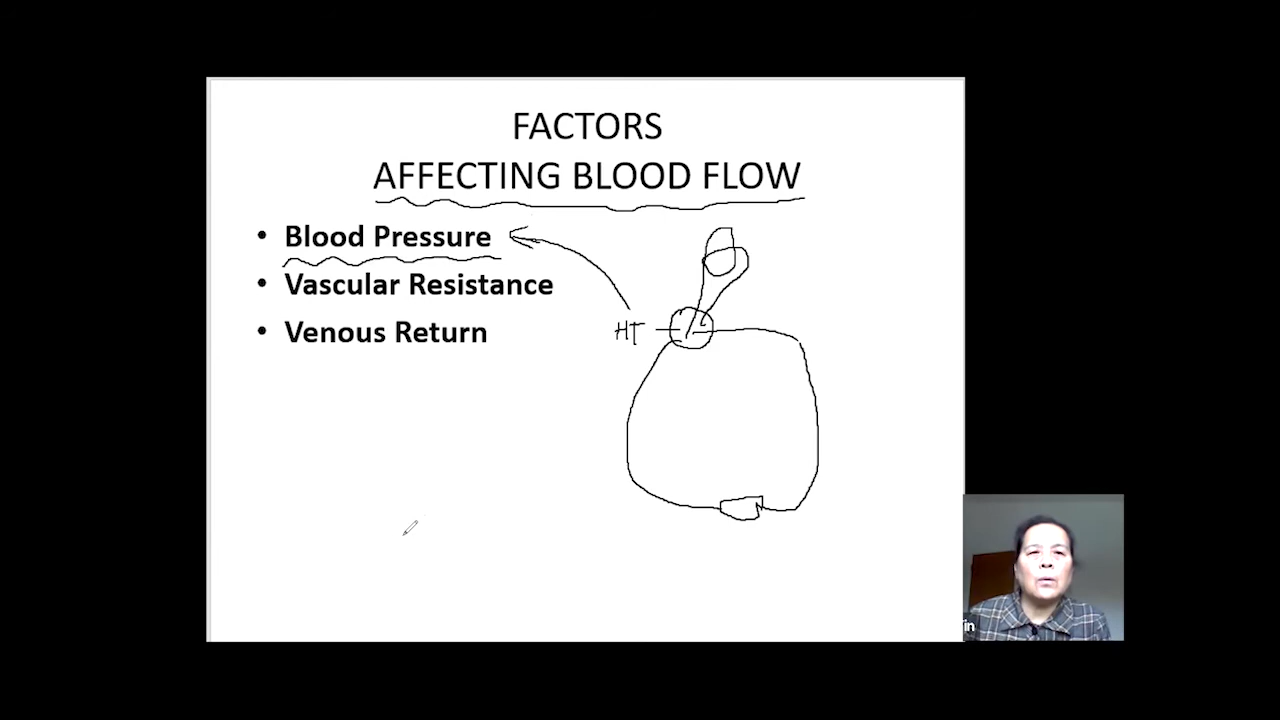 FACTORS
AFFECTING BLOOD FLOW
• Blood Pressure
• Vascular Resistance
• Venous Return
HT